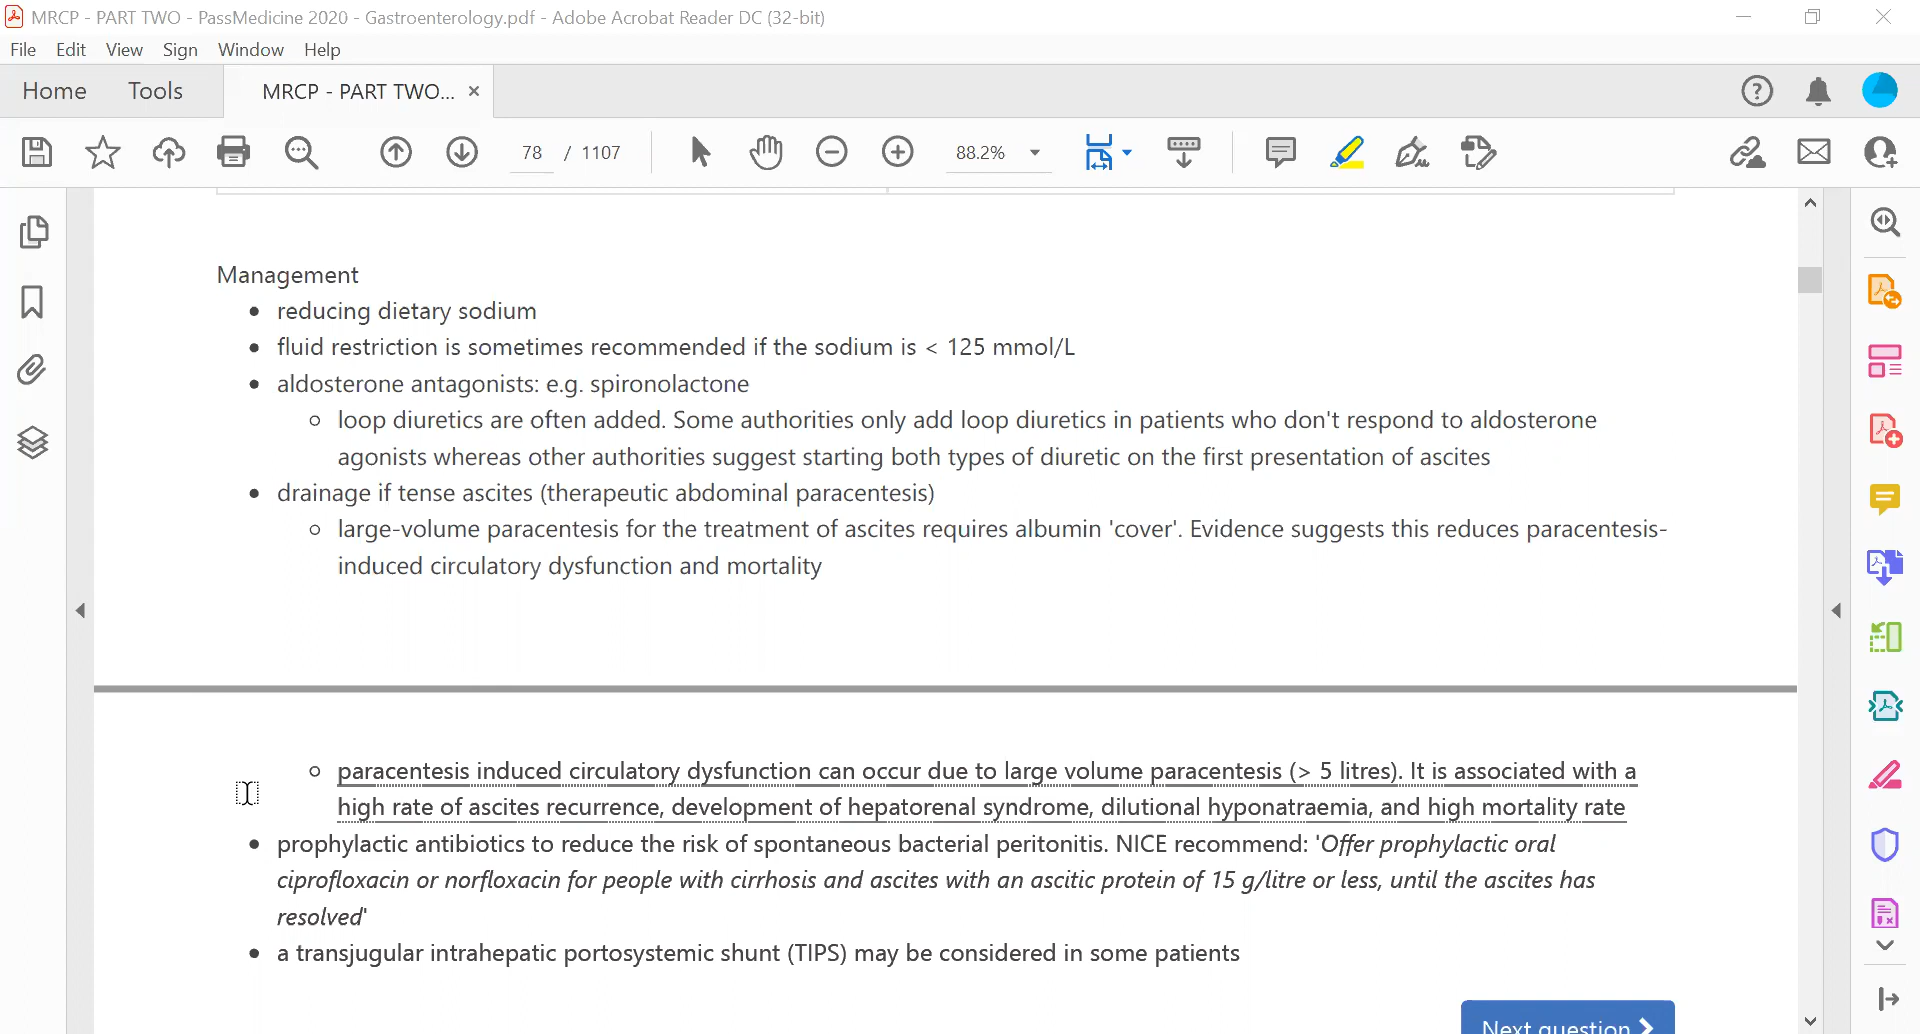 MRCP - PART TWO - PassMedicine 2020 - Gastroenterology.pdf - Adobe Acrobat Reader DC (32-bit)
File Edit View Sign Window Help
Home Tools MRCP - PART TWO... ×
78 / 1107 88.2%
Management
• reducing dietary sodium
• fluid restriction is sometimes recommended if the sodium is < 125 mmol/L
• aldosterone antagonists: e.g. spironolactone
○ loop diuretics are often added. Some authorities only add loop diuretics in patients who don't respond to aldosterone
agonists whereas other authorities suggest starting both types of diuretic on the first presentation of ascites
• drainage if tense ascites (therapeutic abdominal paracentesis)
○ large-volume paracentesis for the treatment of ascites requires albumin 'cover'. Evidence suggests this reduces paracentesis-
induced circulatory dysfunction and mortality
○ paracentesis induced circulatory dysfunction can occur due to large volume paracentesis (> 5 litres). It is associated with a
high rate of ascites recurrence, development of hepatorenal syndrome, dilutional hyponatraemia, and high mortality rate
• prophylactic antibiotics to reduce the risk of spontaneous bacterial peritonitis. NICE recommend: 'Offer prophylactic oral
ciprofloxacin or norfloxacin for people with cirrhosis and ascites with an ascitic protein of 15 g/litre or less, until the ascites has
resolved'
• a transjugular intrahepatic portosystemic shunt (TIPS) may be considered in some patients
Next question